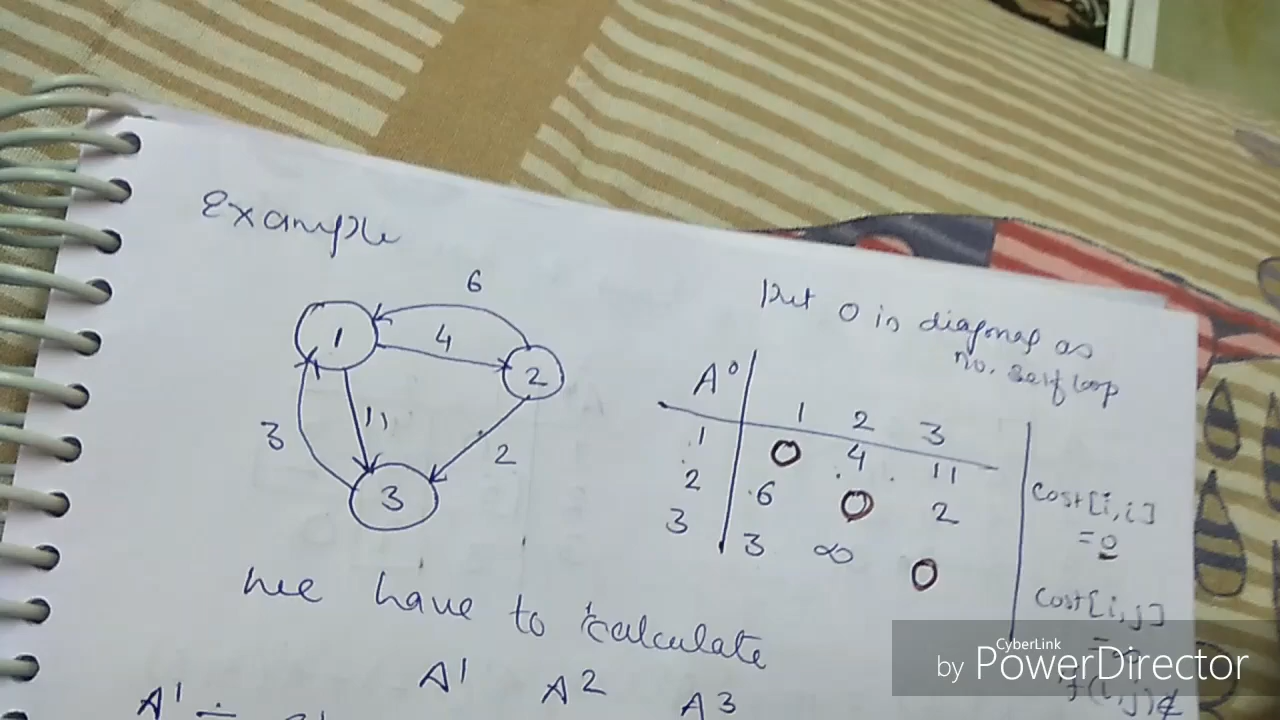 Example
6
1
4
2
3
11
2
3
Put 0 in diagonal as
no. self loop
A⁰
1 2 3
1 0 4 11
2 6 0 2
3 3 ∞ 0
cost[i,i]
=0
cost[i,j]
=∞
we have to calculate
A¹ A² A³
A¹ ÷
CyberLink
by PowerDirector